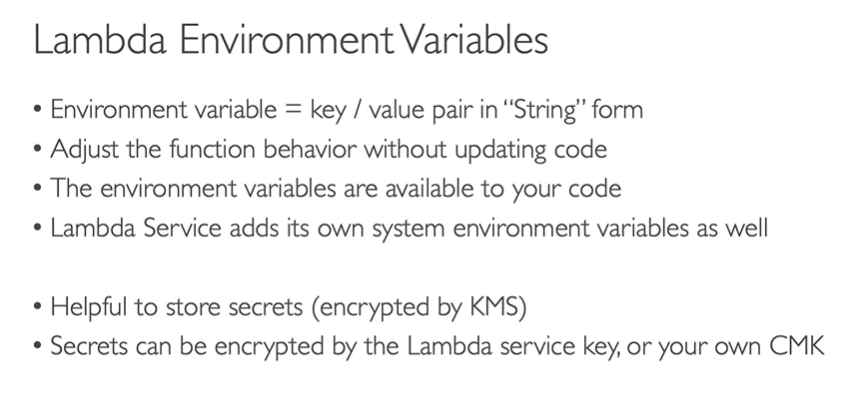 Lambda Environment Variables
• Environment variable = key / value pair in “String” form
• Adjust the function behavior without updating code
• The environment variables are available to your code
• Lambda Service adds its own system environment variables as well
• Helpful to store secrets (encrypted by KMS)
• Secrets can be encrypted by the Lambda service key, or your own CMK